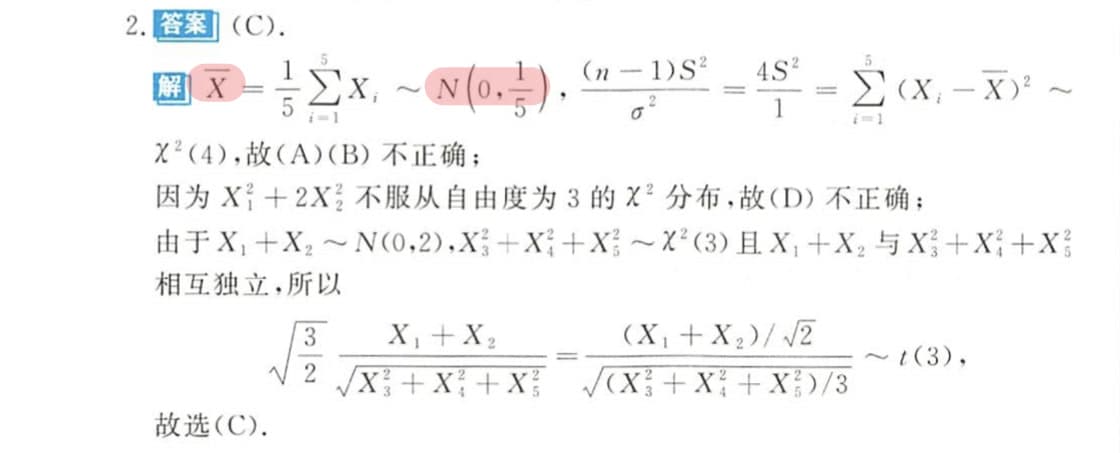 2. 答案 (C).
解 $\overline{X} = \frac{1}{5}\sum_{i=1}^{5} X_i \sim N\left(0, \frac{1}{5}\right), \frac{(n-1)S^2}{\sigma^2} = \frac{4S^2}{1} = \sum_{i=1}^{5}(X_i - \overline{X})^2 \sim$
$\chi^2(4)$,故(A)(B) 不正确;
因为 $X_1^2 + 2X_2^2$ 不服从自由度为 3 的 $\chi^2$ 分布,故(D) 不正确;
由于 $X_1 + X_2 \sim N(0,2), X_3^2 + X_4^2 + X_5^2 \sim \chi^2(3)$ 且 $X_1 + X_2$ 与 $X_3^2 + X_4^2 + X_5^2$
相互独立,所以
$\sqrt{\frac{3}{2}} \frac{X_1 + X_2}{\sqrt{X_3^2 + X_4^2 + X_5^2}} = \frac{(X_1 + X_2)/\sqrt{2}}{\sqrt{(X_3^2 + X_4^2 + X_5^2)/3}} \sim t(3),$
故选(C).